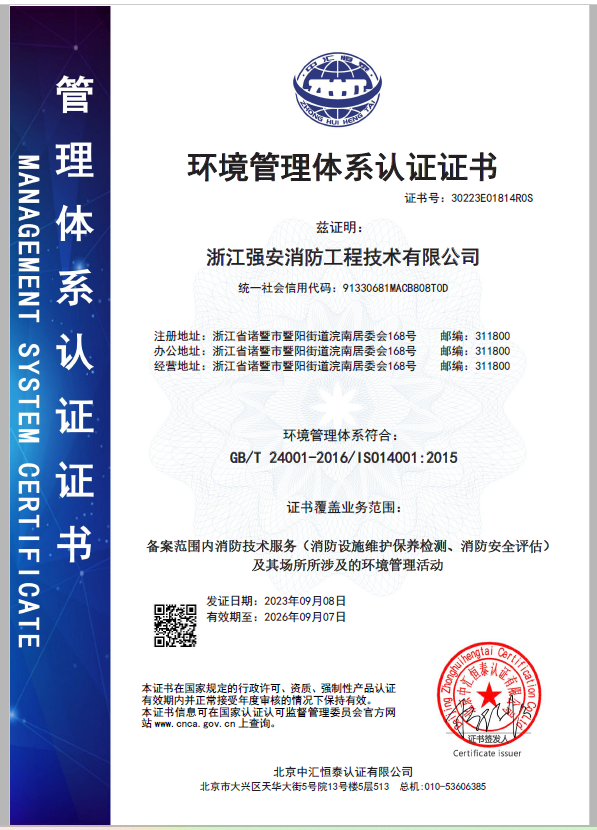 管理体系认证证书
MANAGEMENT SYSTEM CERTIFICATE
中汇恒泰
ZHONG HUI HENG TAI
环境管理体系认证证书
证书号：30223E01814R0S
兹证明：
浙江强安消防工程技术有限公司
统一社会信用代码：91330681MACB808T0D
注册地址：浙江省诸暨市暨阳街道浣南居委会168号 邮编：311800
办公地址：浙江省诸暨市暨阳街道浣南居委会168号 邮编：311800
经营地址：浙江省诸暨市暨阳街道浣南居委会168号 邮编：311800
环境管理体系符合：
GB/T 24001-2016/ISO14001:2015
证书覆盖业务范围：
备案范围内消防技术服务（消防设施维护保养检测、消防安全评估）
及其场所所涉及的环境管理活动
发证日期：2023年09月08日
有效期至：2026年09月07日
本证书在国家规定的行政许可、资质、强制性产品认证
有效期内并正常接受年度审核的情况下保持有效。
本证书信息可在国家认证认可监督管理委员会官方网
站 www.cnca.gov.cn 上查询。
Beijing Zhonghuihengtai Certification Co., Ltd
北京中汇恒泰认证有限公司
证书签发人
Certificate issuer
北京中汇恒泰认证有限公司
北京市大兴区天华大街5号院13号楼5层513 总机:010-53606385